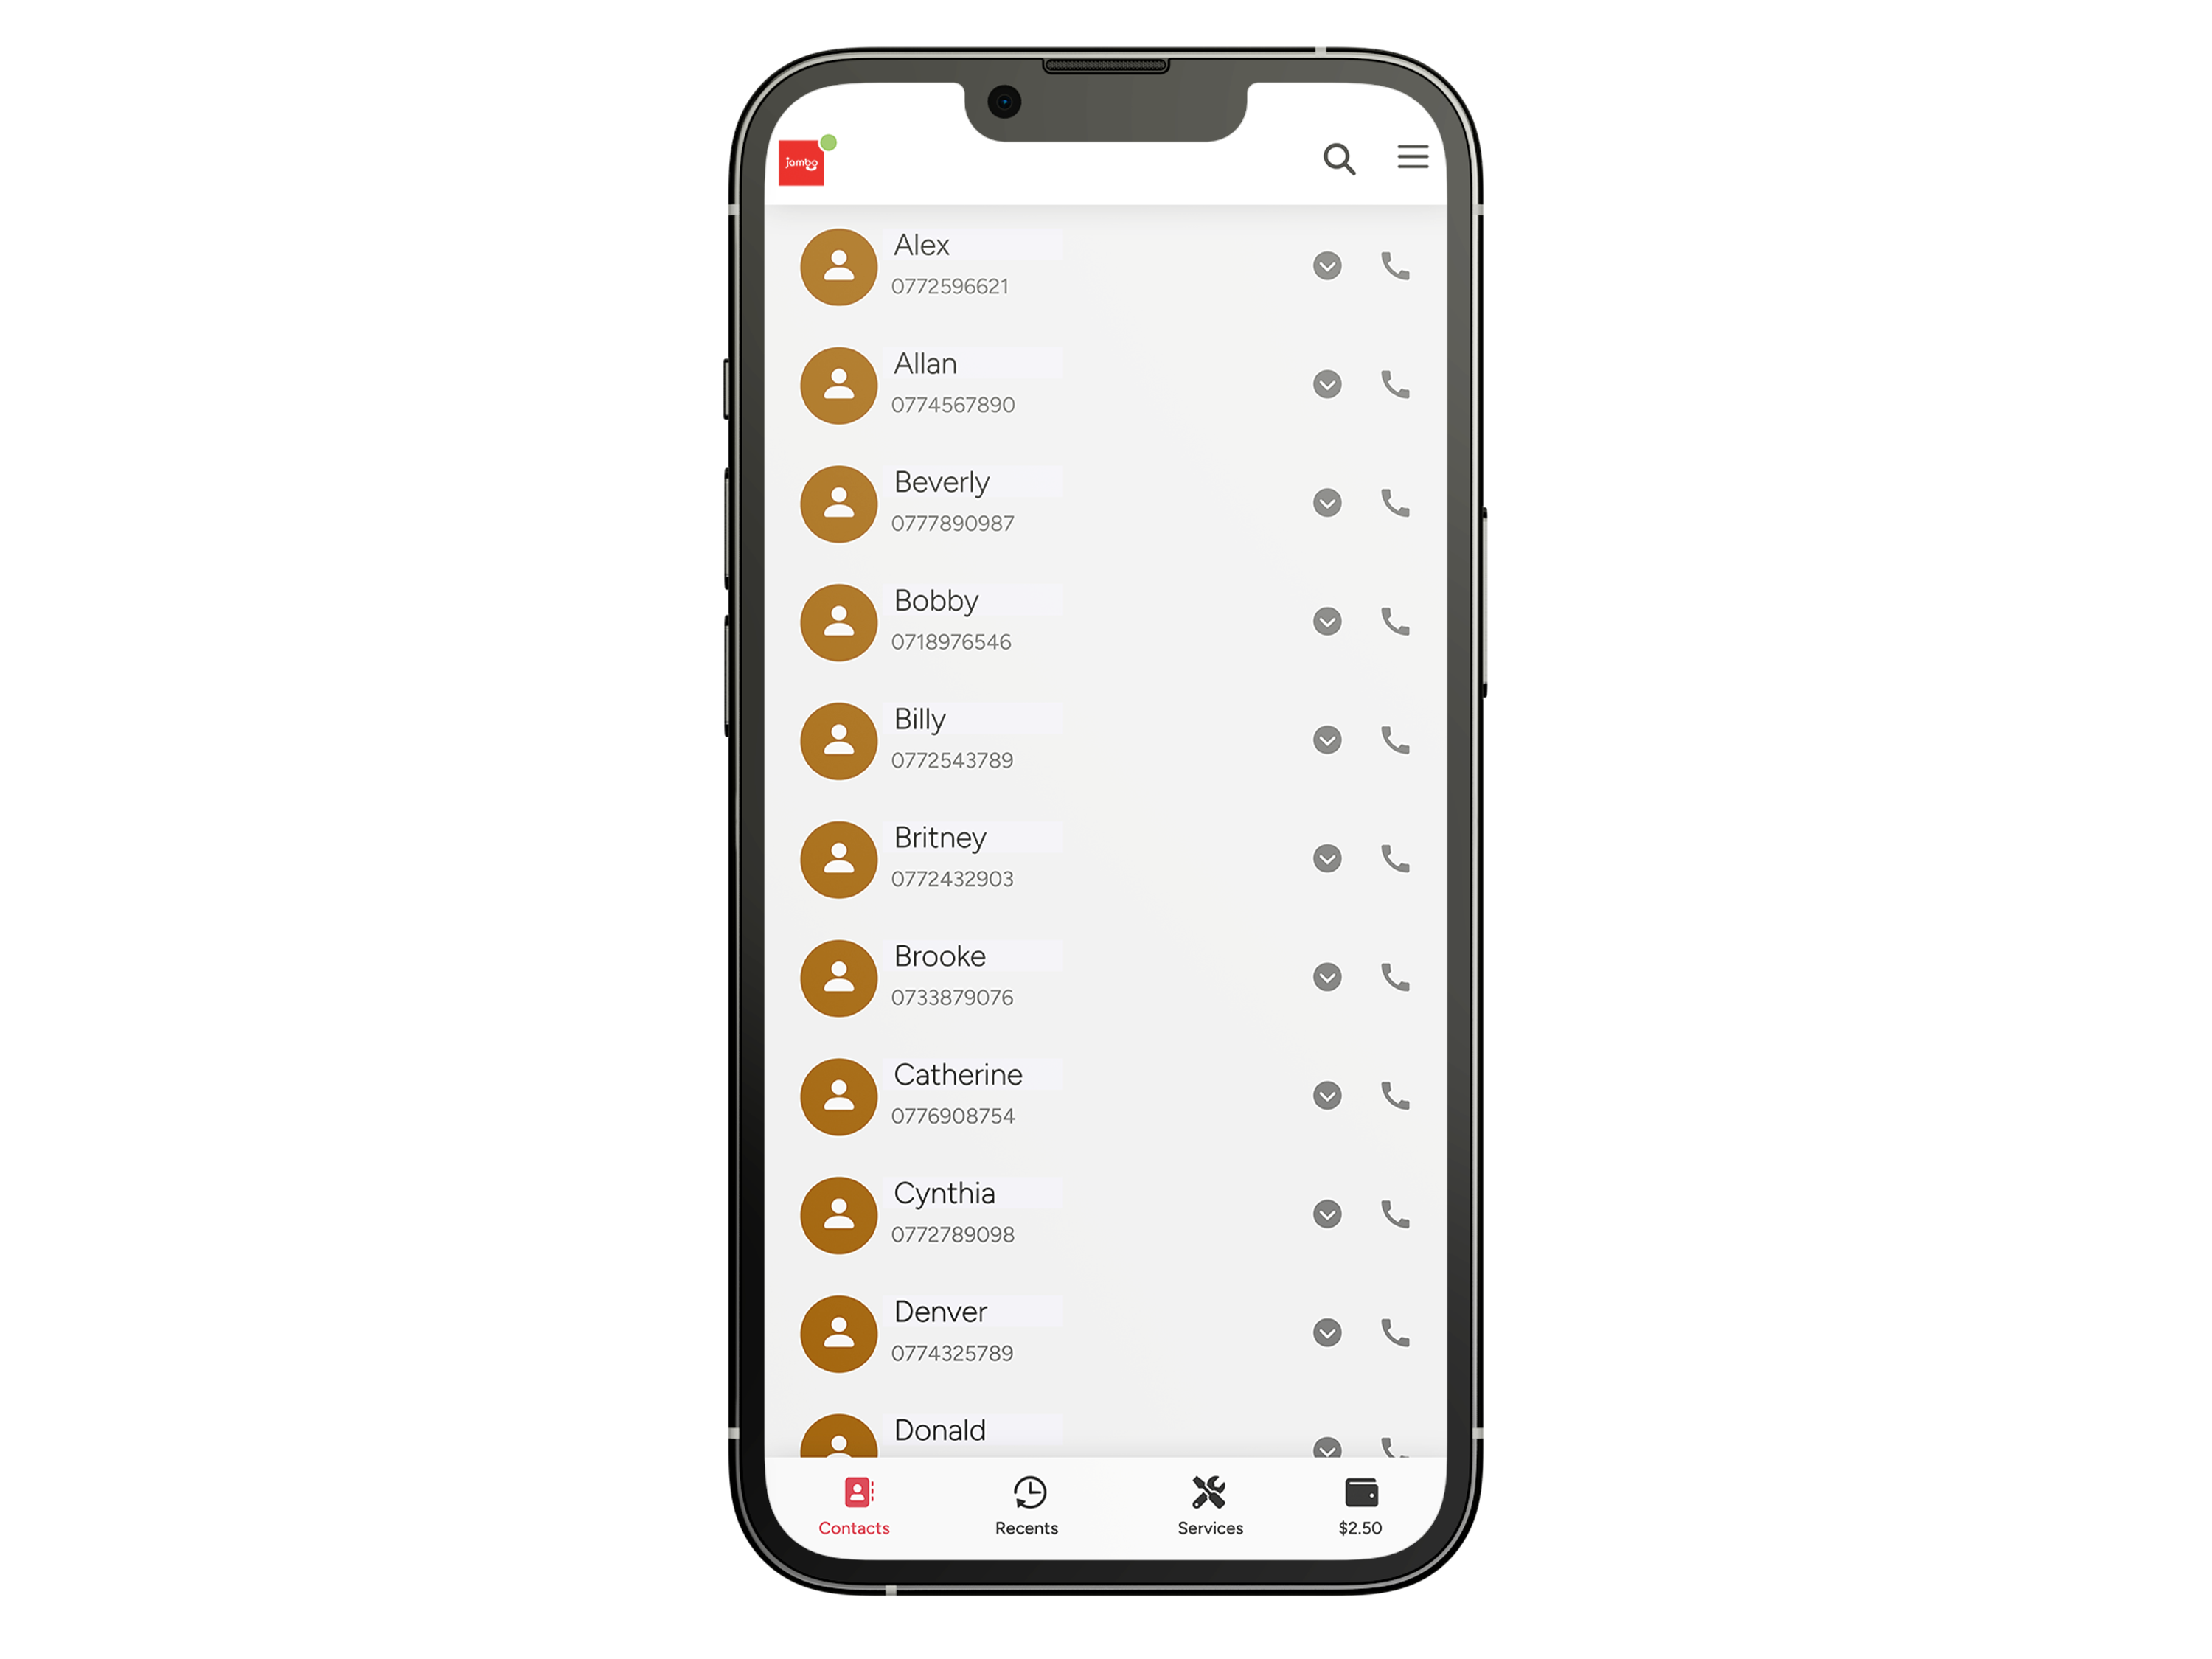 jambo
Alex
0772596621
Allan
0774567890
Beverly
0777890987
Bobby
0718976546
Billy
0772543789
Britney
0772432903
Brooke
0733879076
Catherine
0776908754
Cynthia
0772789098
Denver
0774325789
Donald
Contacts
Recents
Services
$2.50